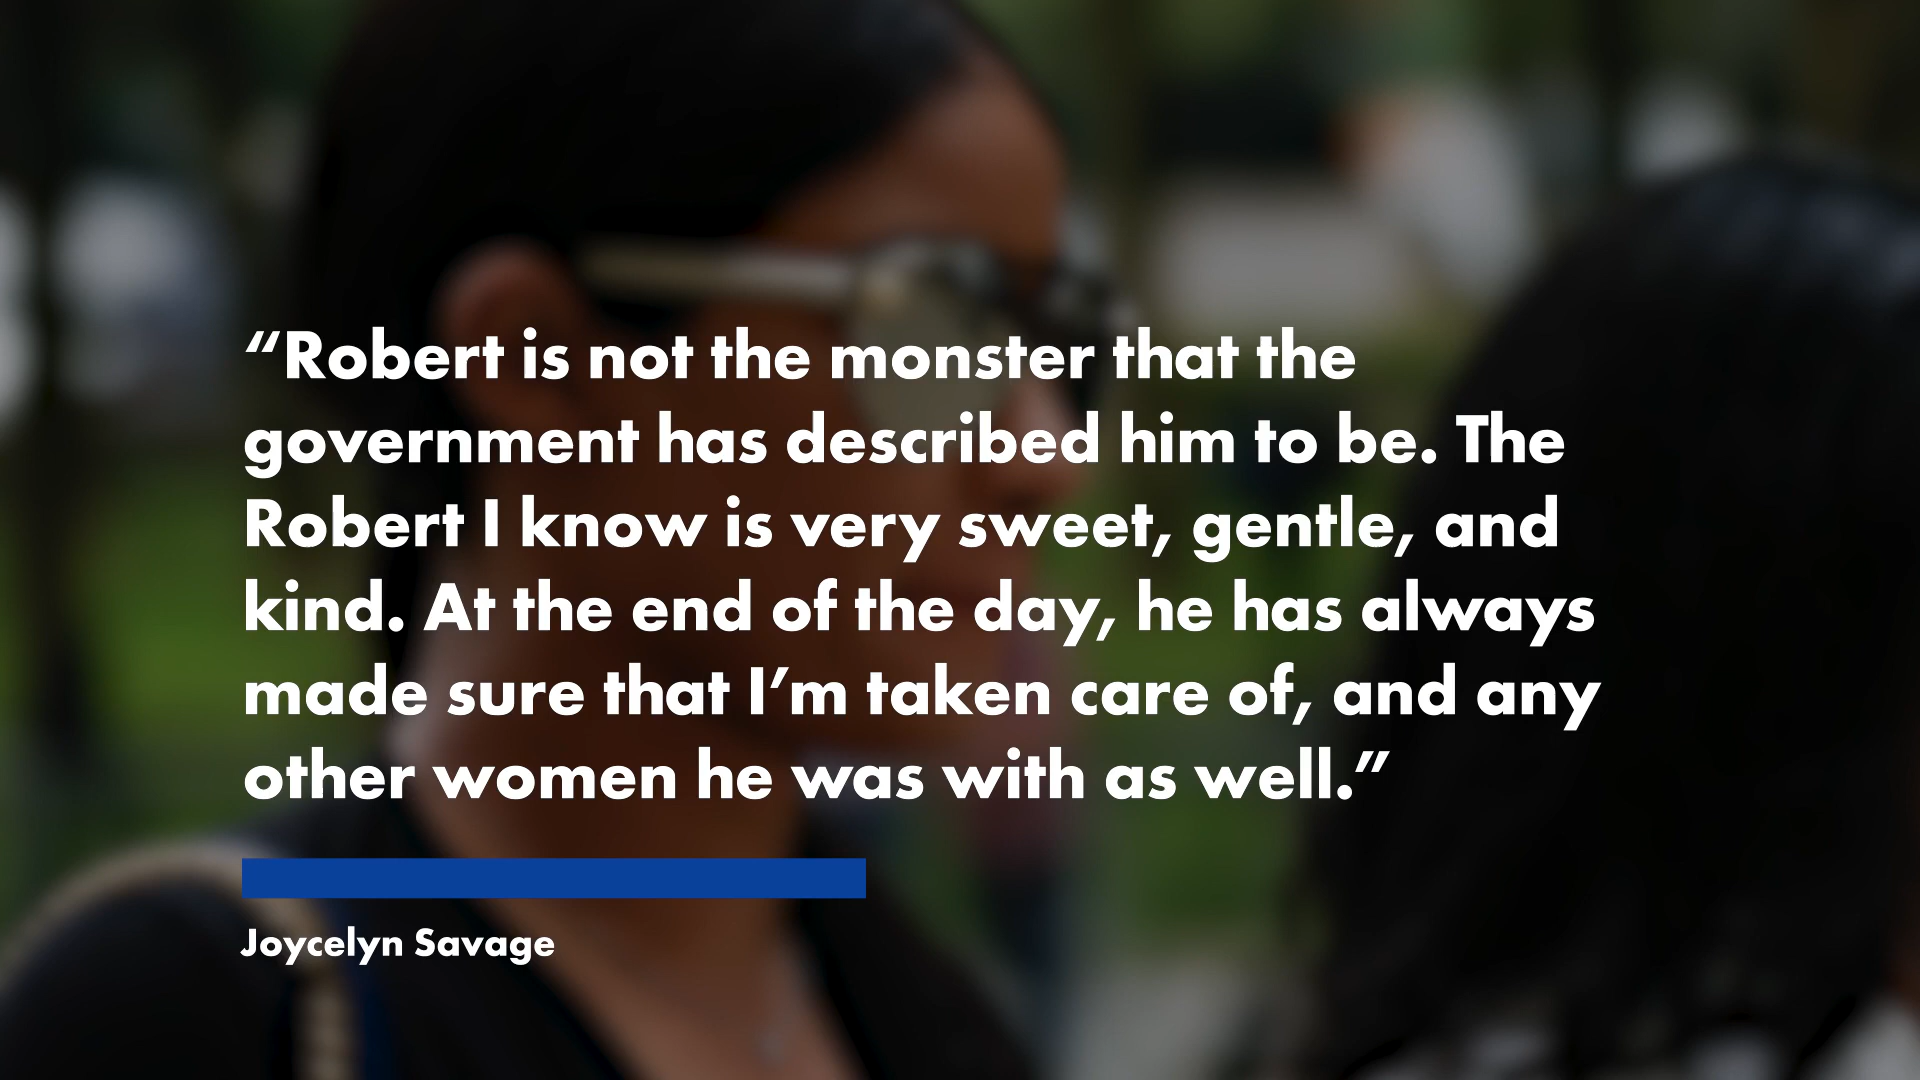 “Robert is not the monster that the
government has described him to be. The
Robert I know is very sweet, gentle, and
kind. At the end of the day, he has always
made sure that I’m taken care of, and any
other women he was with as well.”
Joycelyn Savage